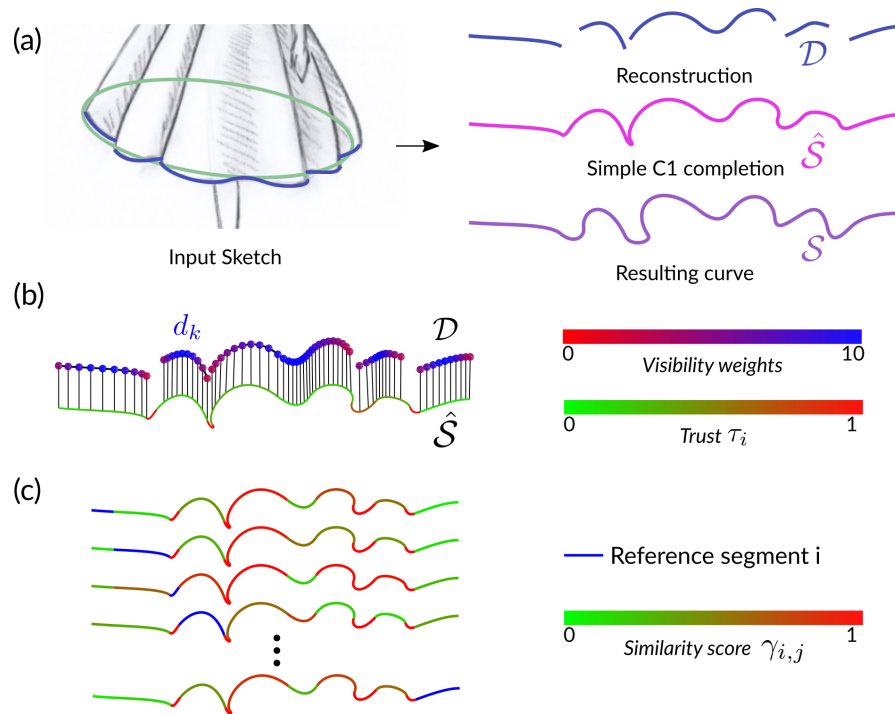 (a)
𝒟
Reconstruction
Ŝ
Simple C1 completion
Input Sketch
𝒮
Resulting curve
(b)
d_k
𝒟
Ŝ
0 10
Visibility weights
0 1
Trust τ_i
(c)
Reference segment i
0 1
Similarity score γ_{i,j}